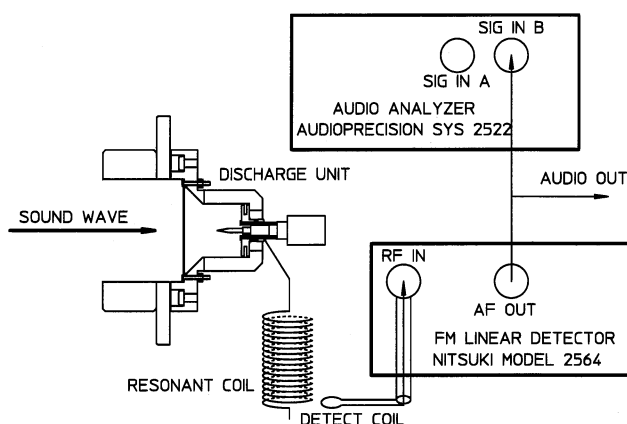 SIG IN B
SIG IN A
AUDIO ANALYZER
AUDIOPRECISION SYS 2522
DISCHARGE UNIT
AUDIO OUT
SOUND WAVE
RF IN
AF OUT
FM LINEAR DETECTOR
NITSUKI MODEL 2564
RESONANT COIL
DETECT COIL